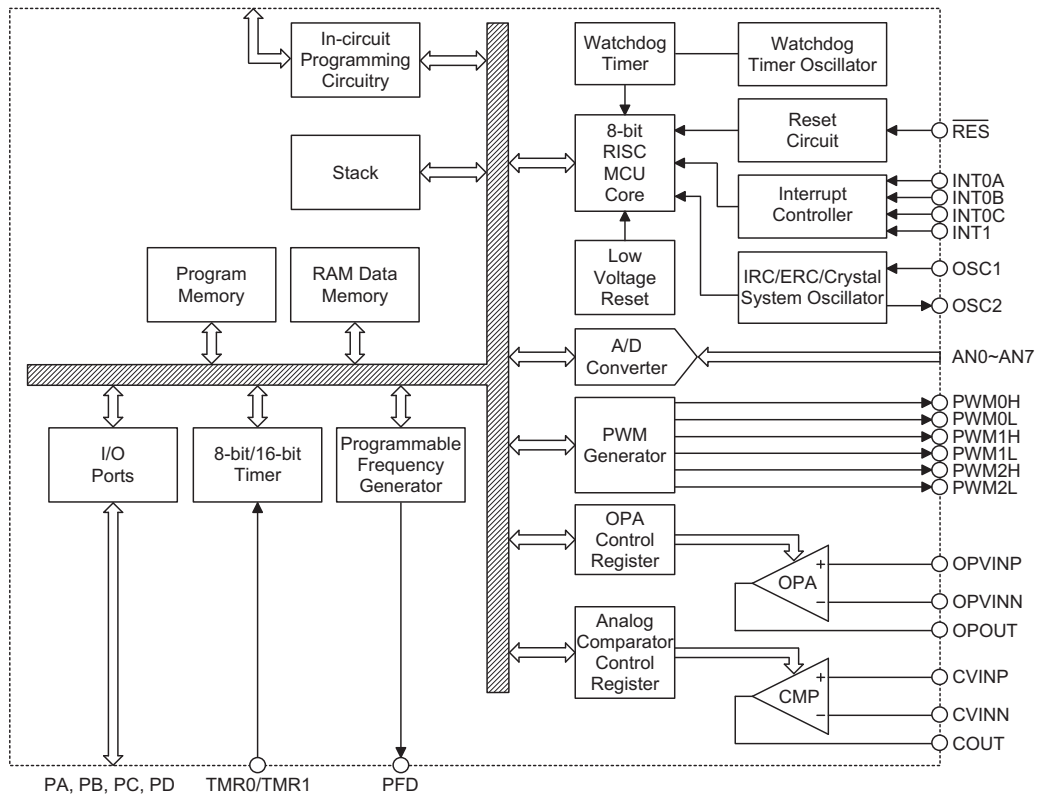 In-circuit
Programming
Circuitry
Watchdog
Timer
Watchdog
Timer Oscillator
Stack
8-bit
RISC
MCU
Core
Reset
Circuit
RES
Interrupt
Controller
INT0A
INT0B
INT0C
INT1
Program
Memory
RAM Data
Memory
Low
Voltage
Reset
IRC/ERC/Crystal
System Oscillator
OSC1
OSC2
A/D
Converter
AN0~AN7
I/O
Ports
8-bit/16-bit
Timer
Programmable
Frequency
Generator
PWM
Generator
PWM0H
PWM0L
PWM1H
PWM1L
PWM2H
PWM2L
OPA
Control
Register
+
OPA
−
OPVINP
OPVINN
OPOUT
Analog
Comparator
Control
Register
+
CMP
−
CVINP
CVINN
COUT
PA, PB, PC, PD
TMR0/TMR1
PFD